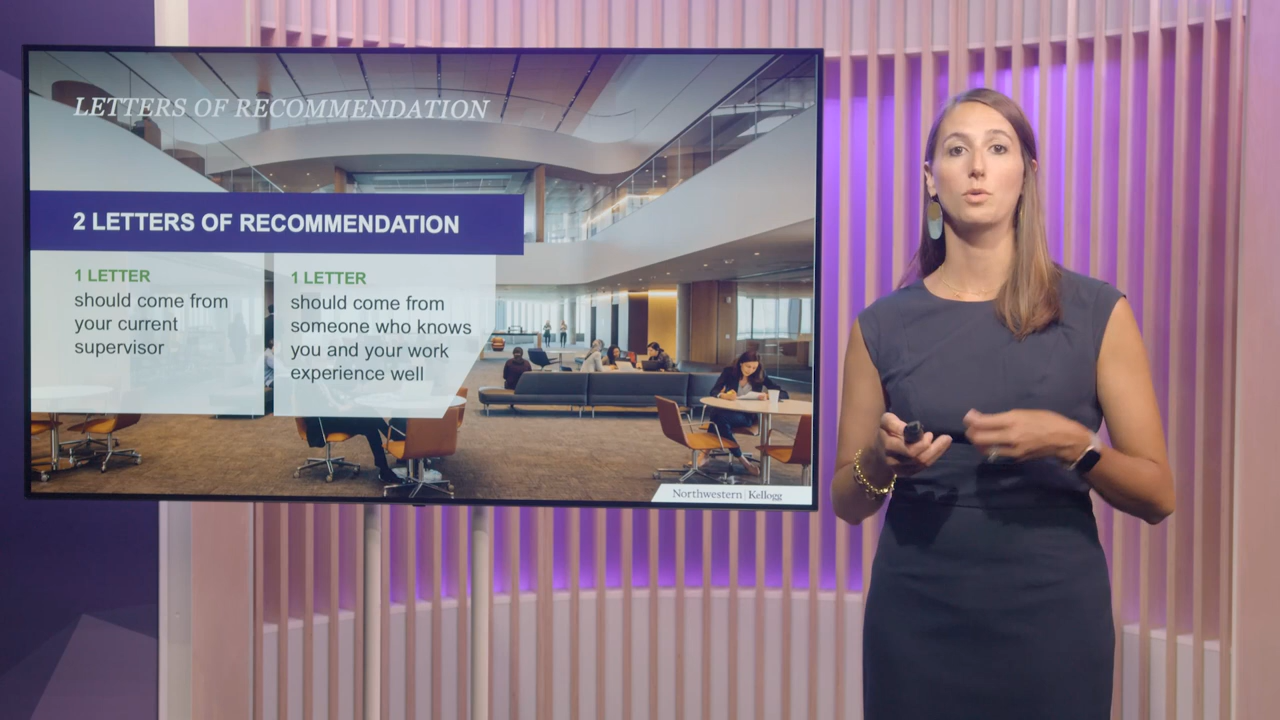 LETTERS OF RECOMMENDATION
2 LETTERS OF RECOMMENDATION
1 LETTER
should come from
your current
supervisor
1 LETTER
should come from
someone who knows
you and your work
experience well
Northwestern | Kellogg